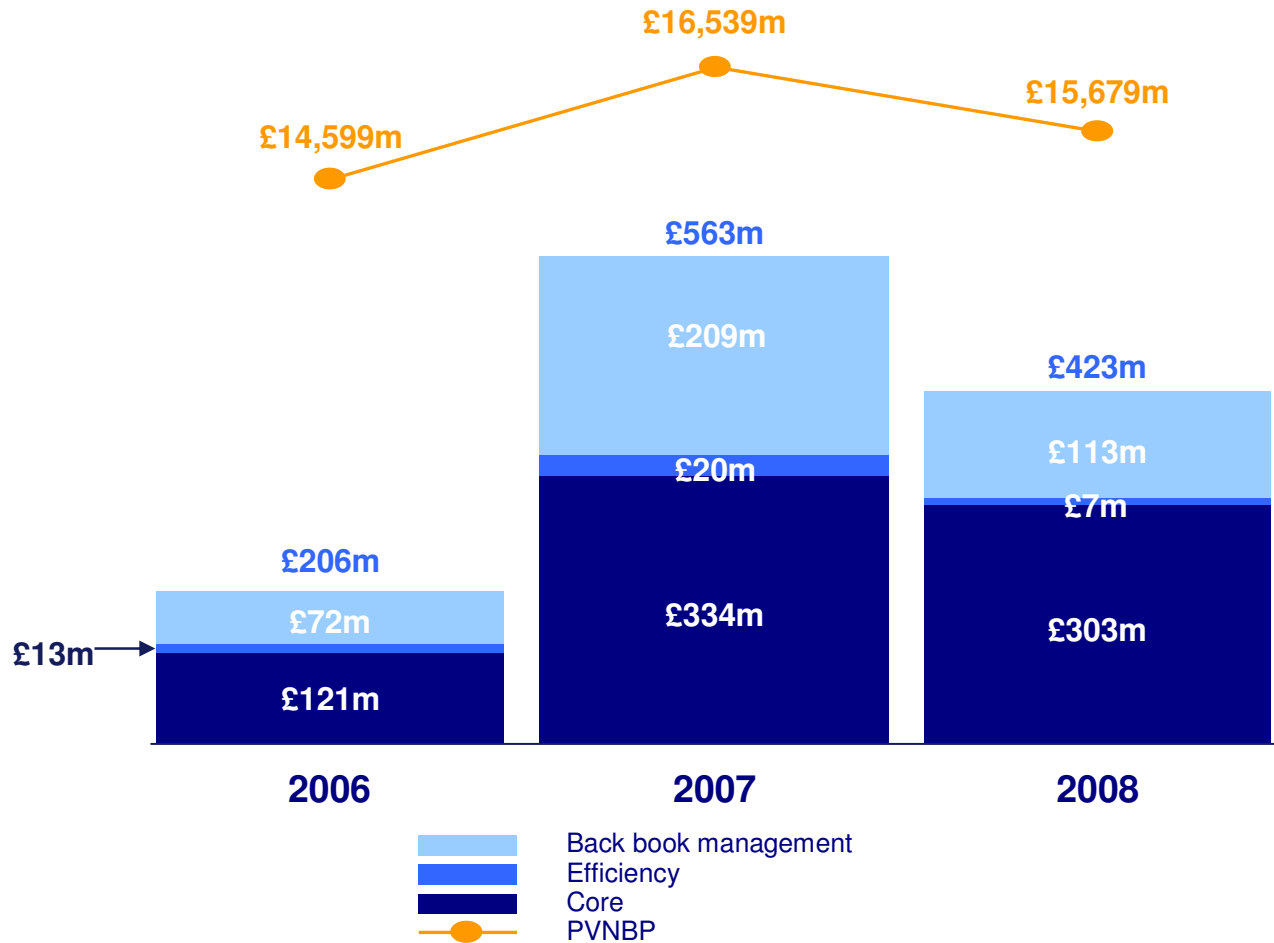 £16,539m
£15,679m
£14,599m
£563m
£209m
£423m
£113m
£20m
£7m
£206m
£72m
£334m
£303m
£13m
£121m
2006 2007 2008
Back book management
Efficiency
Core
PVNBP